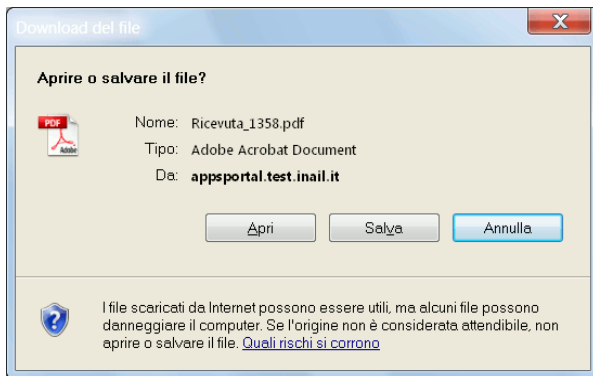 Download del file
X
Aprire o salvare il file?
PDF
Adobe
Nome: Ricevuta_1358.pdf
Tipo: Adobe Acrobat Document
Da: appsportal.test.inail.it
Apri Salva Annulla
I file scaricati da Internet possono essere utili, ma alcuni file possono
danneggiare il computer. Se l'origine non è considerata attendibile, non
aprire o salvare il file. Quali rischi si corrono